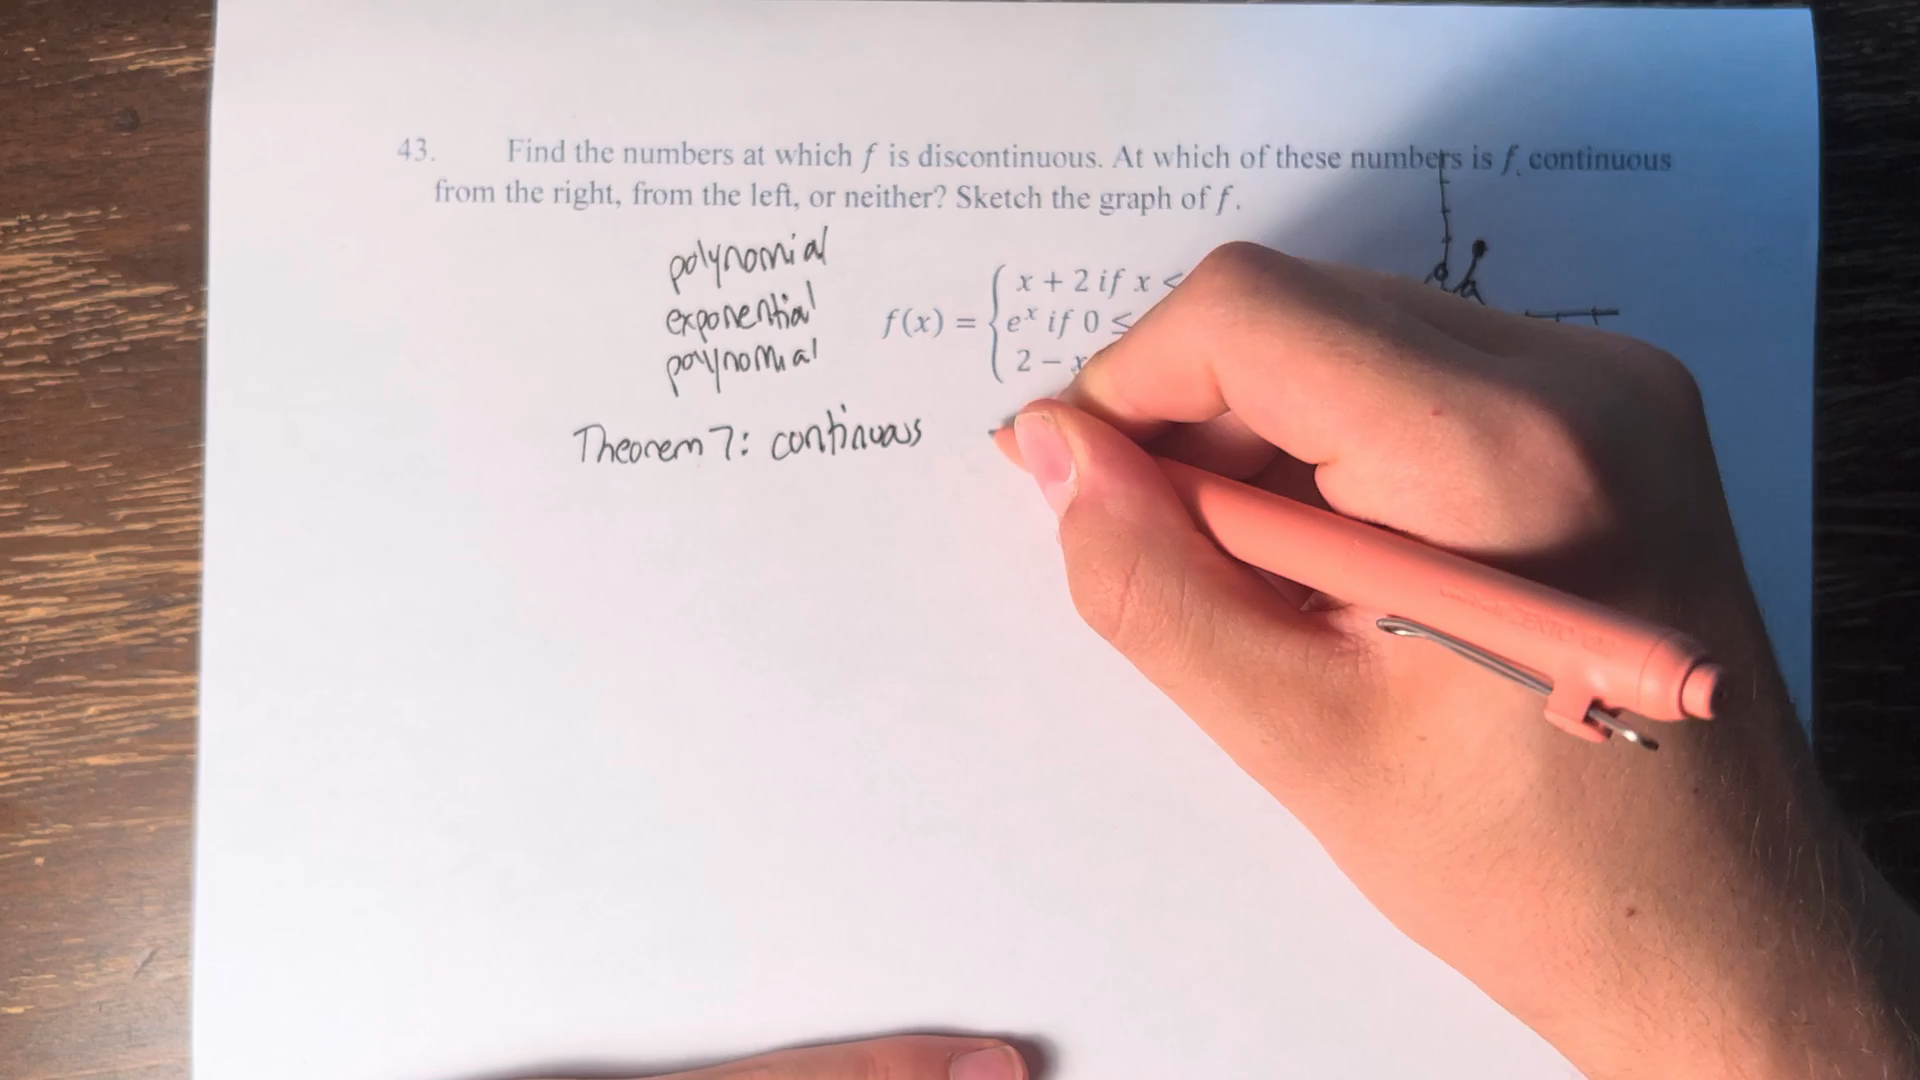 43. Find the numbers at which f is discontinuous. At which of these numbers is f continuous
from the right, from the left, or neither? Sketch the graph of f.
polynomial
exponential
polynomial
f(x) = { x + 2 if x <
e^x if 0 ≤
2 − x
Theorem 7: continuous